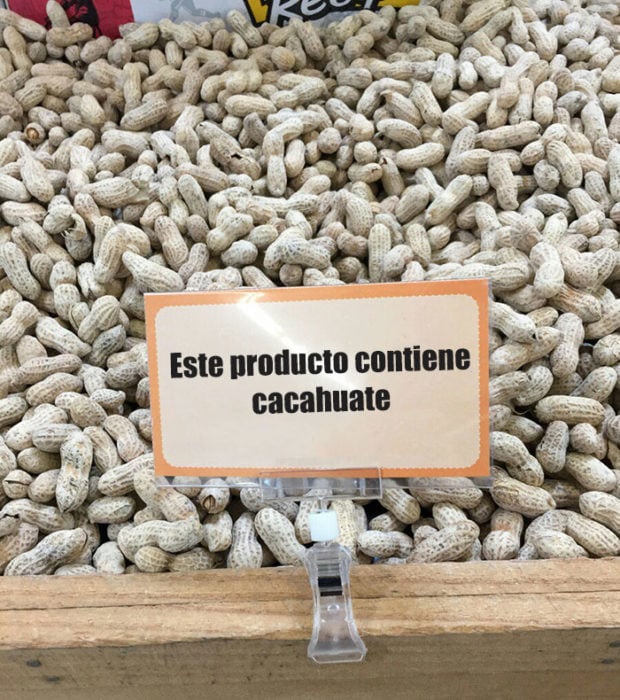 Este producto contiene
cacahuate